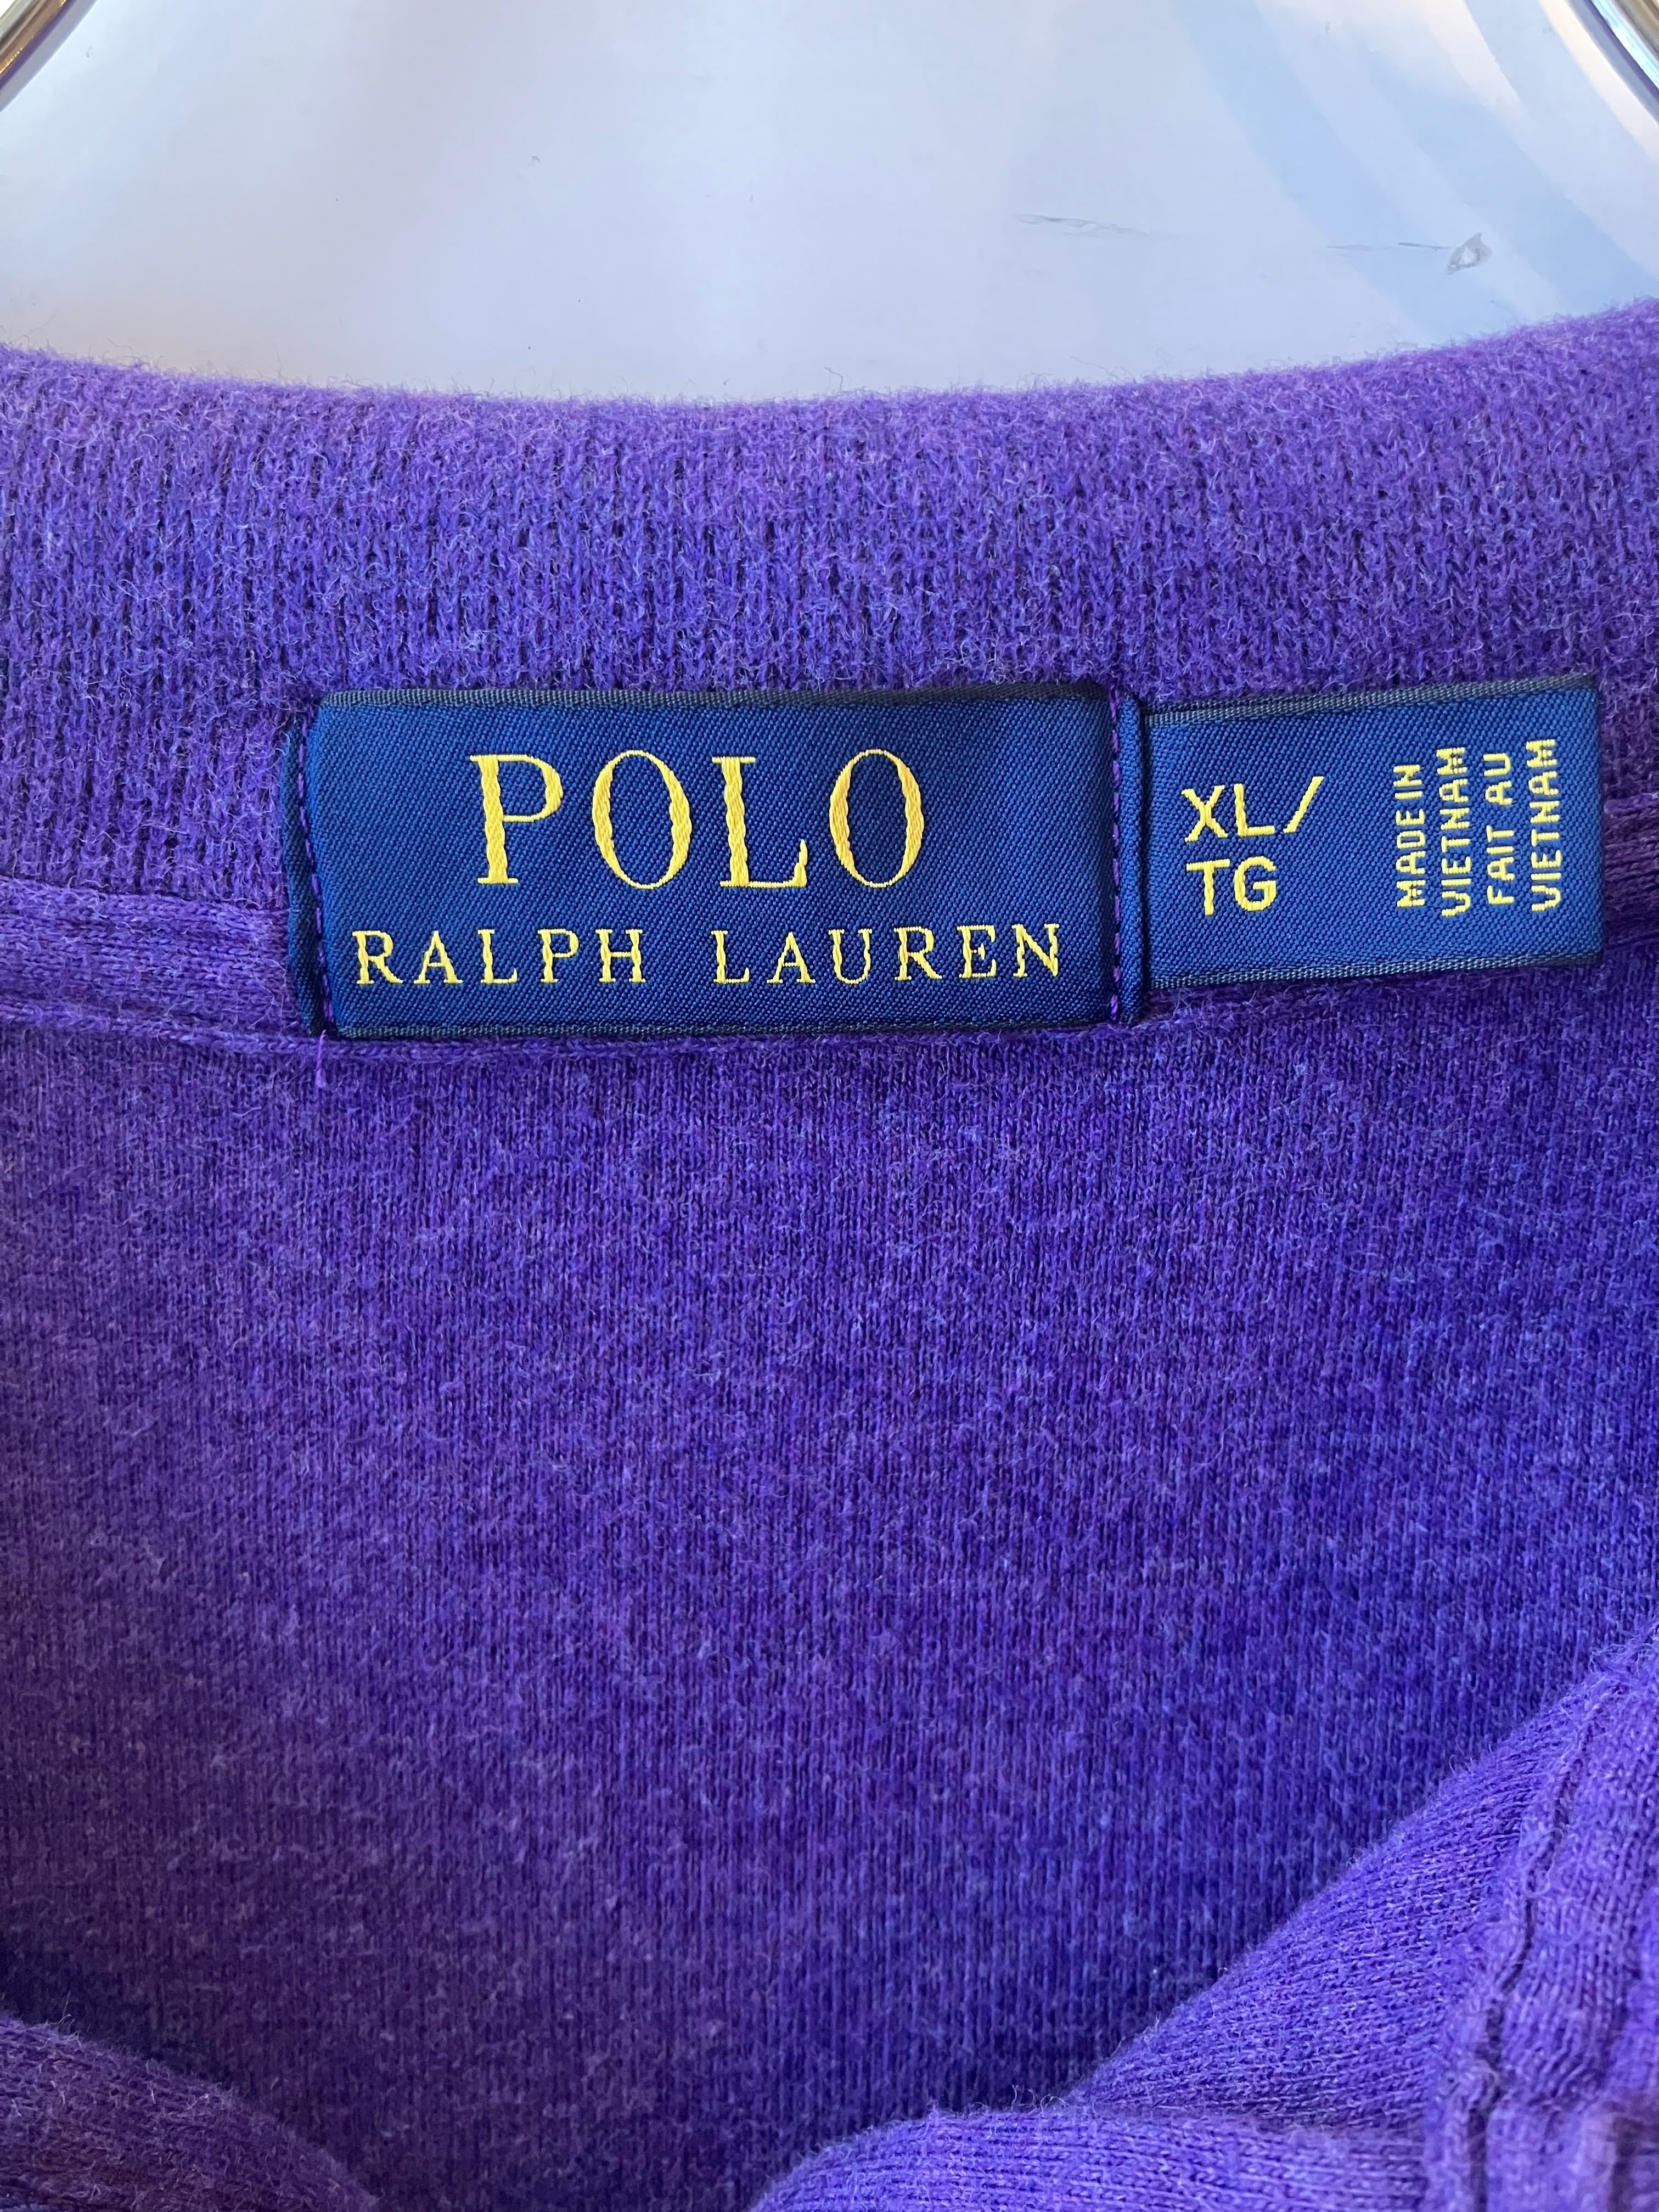 POLO
RALPH LAUREN
XL/
TG
MADE IN
VIETNAM
FAIT AU
VIETNAM